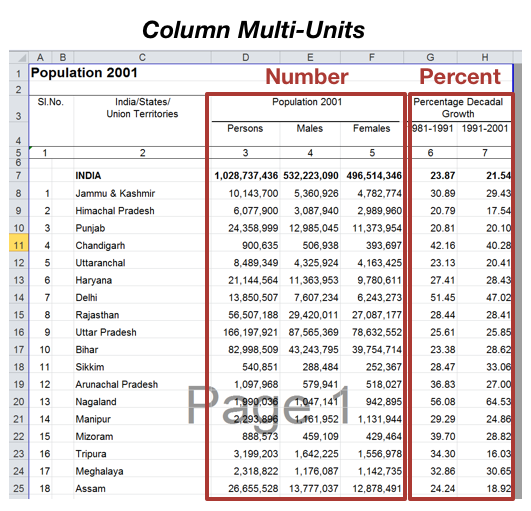 Column Multi-Units
Number Percent
A B C D E F G H
1 Population 2001
2
3 Sl.No. India/States/ Union Territories Population 2001 Percentage Decadal Growth
4 Persons Males Females 981-1991 1991-2001
5 1 2 3 4 5 6 7
6
7 INDIA 1,028,737,436 532,223,090 496,514,346 23.87 21.54
8 1 Jammu & Kashmir 10,143,700 5,360,926 4,782,774 30.89 29.43
9 2 Himachal Pradesh 6,077,900 3,087,940 2,989,960 20.79 17.54
10 3 Punjab 24,358,999 12,985,045 11,373,954 20.81 20.10
11 4 Chandigarh 900,635 506,938 393,697 42.16 40.28
12 5 Uttaranchal 8,489,349 4,325,924 4,163,425 23.13 20.41
13 6 Haryana 21,144,564 11,363,953 9,780,611 27.41 28.43
14 7 Delhi 13,850,507 7,607,234 6,243,273 51.45 47.02
15 8 Rajasthan 56,507,188 29,420,011 27,087,177 28.44 28.41
16 9 Uttar Pradesh 166,197,921 87,565,369 78,632,552 25.61 25.85
17 10 Bihar 82,998,509 43,243,795 39,754,714 23.38 28.62
18 11 Sikkim 540,851 288,484 252,367 28.47 33.06
19 12 Arunachal Pradesh 1,097,968 579,941 518,027 36.83 27.00
20 13 Nagaland 1,990,036 1,047,141 942,895 56.08 64.53
21 14 Manipur 2,293,896 1,161,952 1,131,944 29.29 24.86
22 15 Mizoram 888,573 459,109 429,464 39.70 28.82
23 16 Tripura 3,199,203 1,642,225 1,556,978 34.30 16.03
24 17 Meghalaya 2,318,822 1,176,087 1,142,735 32.86 30.65
25 18 Assam 26,655,528 13,777,037 12,878,491 24.24 18.92
Page 1